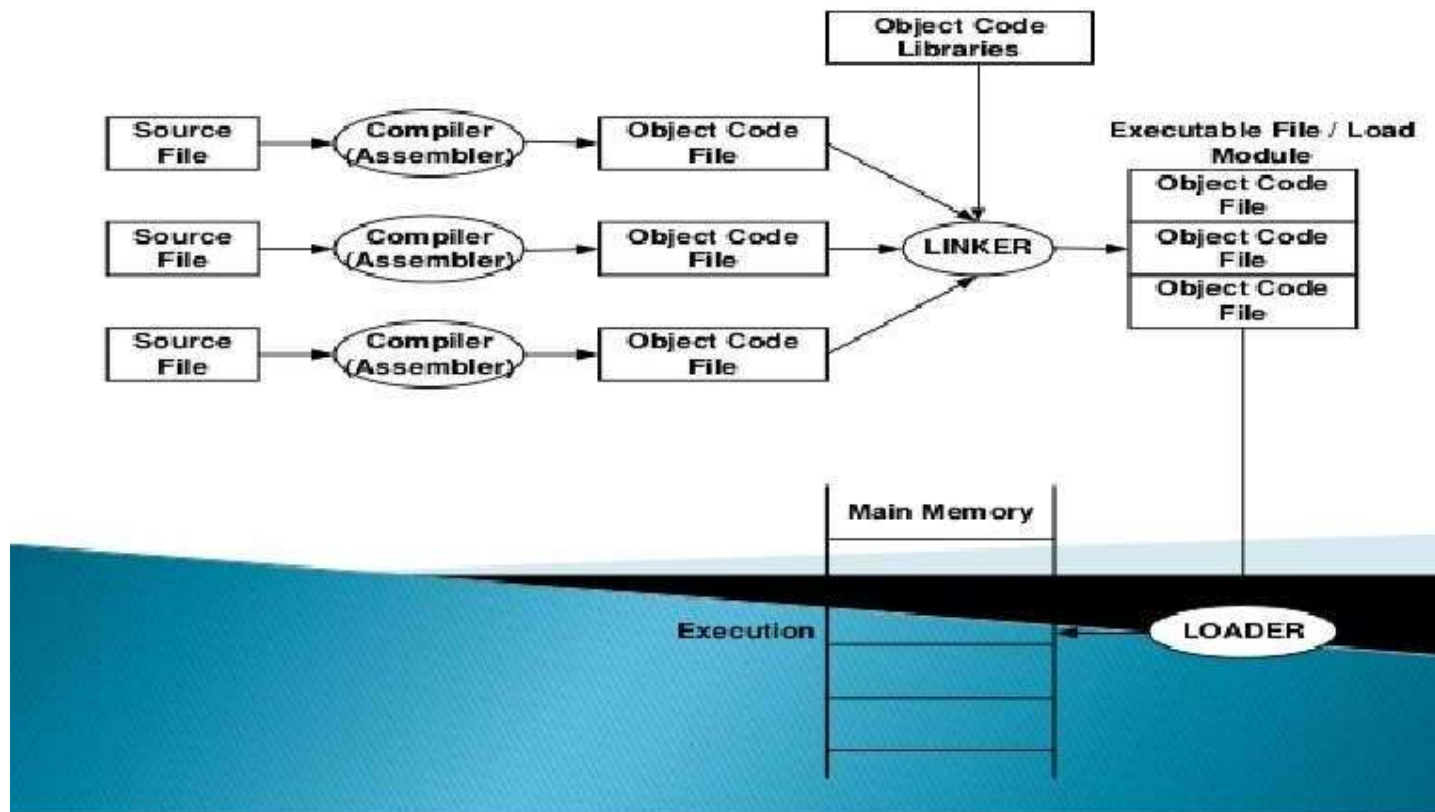 Object Code
Libraries
Source
File
Compiler
(Assembler)
Object Code
File
Executable File / Load
Module
Object Code
File
Source
File
Compiler
(Assembler)
Object Code
File
LINKER
Object Code
File
Source
File
Compiler
(Assembler)
Object Code
File
Object Code
File
Main Memory
Execution
LOADER